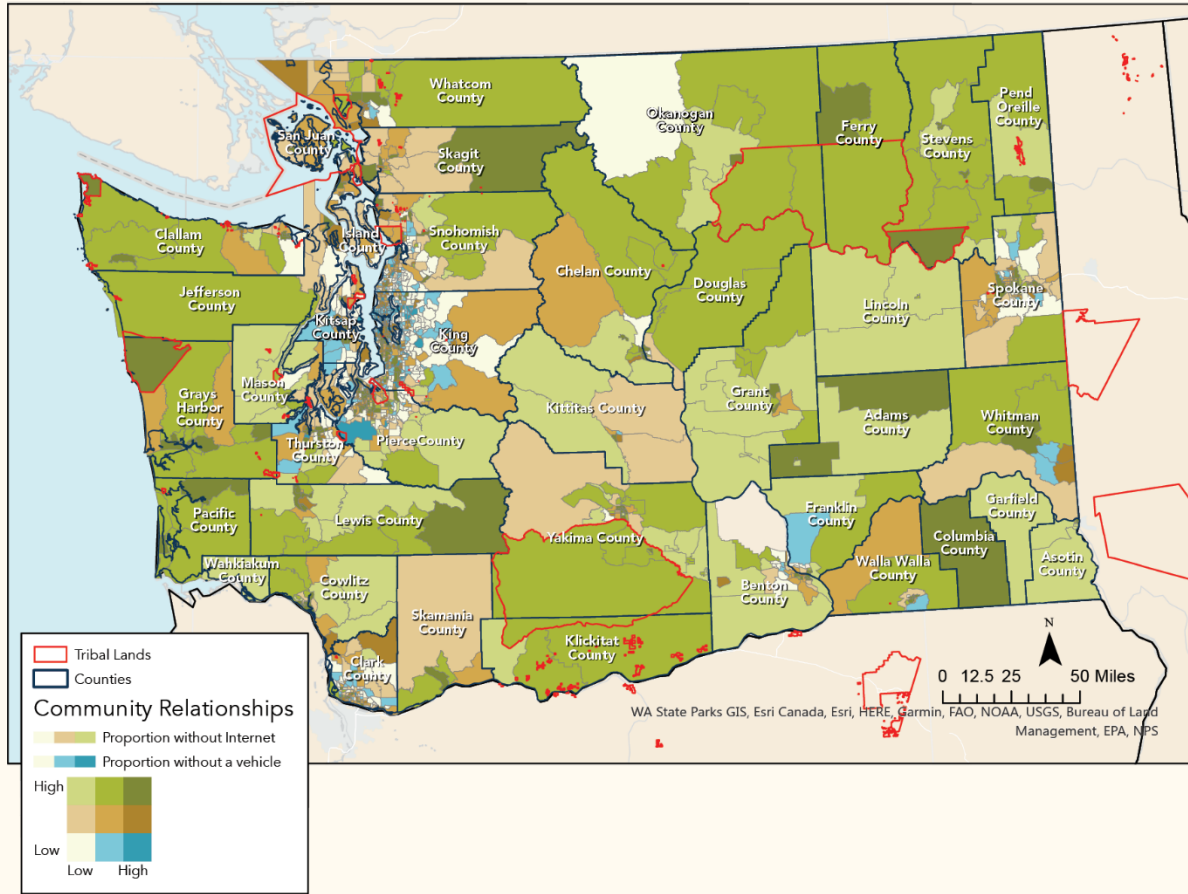 Whatcom
County
San Juan
County
Skagit
County
Okanogan
County
Ferry
County
Stevens
County
Pend
Oreille
County
Clallam
County
Island
County
Snohomish
County
Chelan County
Douglas
County
Lincoln
County
Spokane
County
Jefferson
County
Kitsap
County
King
County
Grays
Harbor
County
Mason
County
Kittitas County
Grant
County
Adams
County
Whitman
County
Thurston
County
PierceCounty
Pacific
County
Lewis County
Yakima County
Franklin
County
Garfield
County
Columbia
County
Walla Walla
County
Asotin
County
Wahkiakum
County
Cowlitz
County
Skamania
County
Benton
County
Klickitat
County
Clark
County
N
0 12.5 25 50 Miles
WA State Parks GIS, Esri Canada, Esri, HERE, Garmin, FAO, NOAA, USGS, Bureau of Land
Management, EPA, NPS
Tribal Lands
Counties
Community Relationships
Proportion without Internet
Proportion without a vehicle
High
Low
Low High